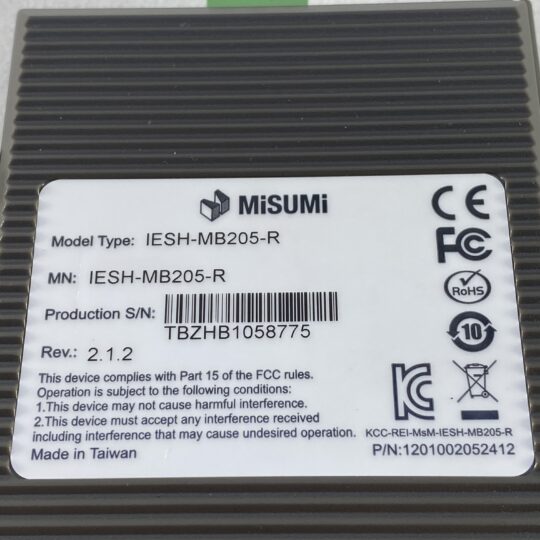 MiSUMi
Model Type: IESH-MB205-R
MN: IESH-MB205-R
Production S/N:
TBZHB1058775
Rev.: 2.1.2
This device complies with Part 15 of the FCC rules.
Operation is subject to the following conditions:
1.This device may not cause harmful interference.
2.This device must accept any interference received
including interference that may cause undesired operation.
Made in Taiwan
CE
FC
RoHS
10
KC
KCC-REI-MsM-IESH-MB205-R
P/N:1201002052412